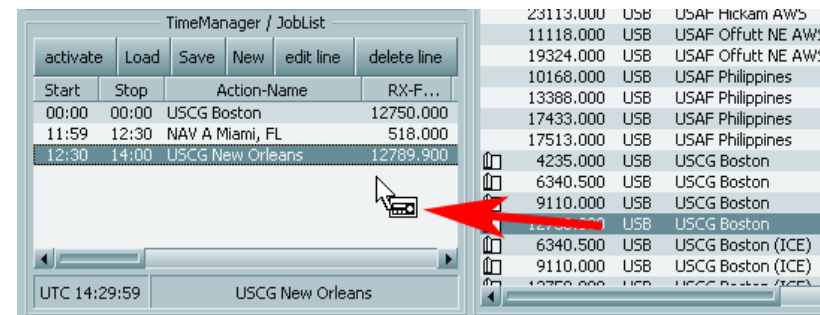 TimeManager / JobList
activate Load Save New edit line delete line
Start Stop Action-Name RX-F...
00:00 00:00 USCG Boston 12750.000
11:59 12:30 NAV A Miami, FL 518.000
12:30 14:00 USCG New Orleans 12789.900
UTC 14:29:59 USCG New Orleans
23113.000 USB USAF Hickam AWS
11118.000 USB USAF Offutt NE AWS
19324.000 USB USAF Offutt NE AWS
10168.000 USB USAF Philippines
13388.000 USB USAF Philippines
17433.000 USB USAF Philippines
17513.000 USB USAF Philippines
4235.000 USB USCG Boston
6340.500 USB USCG Boston
9110.000 USB USCG Boston
USB USCG Boston
6340.500 USB USCG Boston (ICE)
9110.000 USB USCG Boston (ICE)
USCG Boston (ICE)